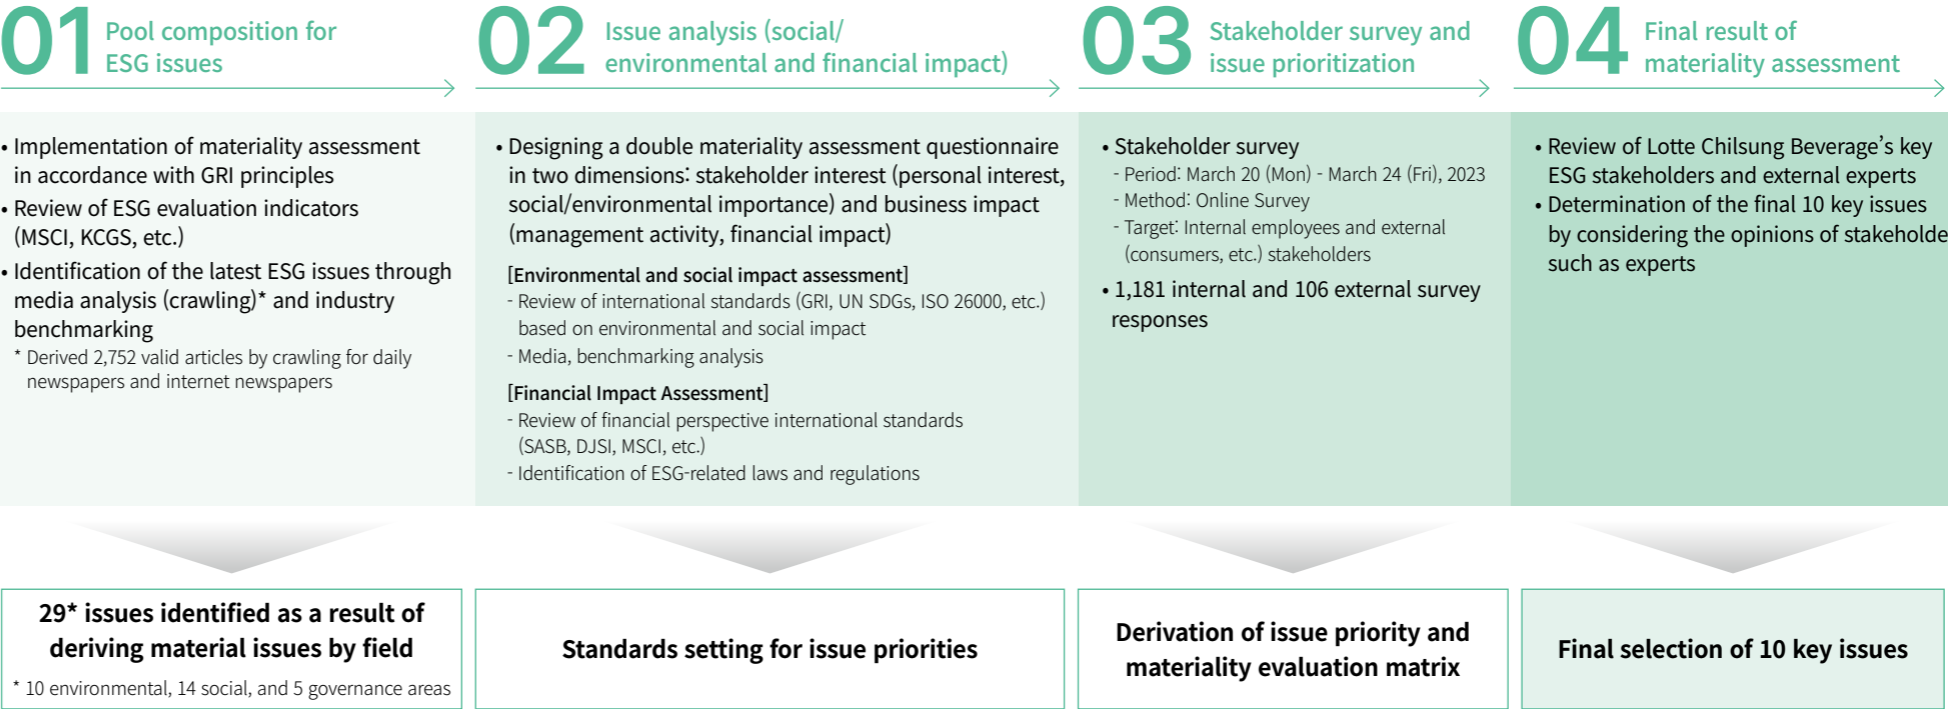 01 Pool composition for
ESG issues
• Implementation of materiality assessment
in accordance with GRI principles
• Review of ESG evaluation indicators
(MSCI, KCGS, etc.)
• Identification of the latest ESG issues through
media analysis (crawling)* and industry
benchmarking
* Derived 2,752 valid articles by crawling for daily
newspapers and internet newspapers
29* issues identified as a result of
deriving material issues by field
* 10 environmental, 14 social, and 5 governance areas
02 Issue analysis (social/
environmental and financial impact)
• Designing a double materiality assessment questionnaire
in two dimensions: stakeholder interest (personal interest,
social/environmental importance) and business impact
(management activity, financial impact)
[Environmental and social impact assessment]
- Review of international standards (GRI, UN SDGs, ISO 26000, etc.)
based on environmental and social impact
- Media, benchmarking analysis
[Financial Impact Assessment]
- Review of financial perspective international standards
(SASB, DJSI, MSCI, etc.)
- Identification of ESG-related laws and regulations
Standards setting for issue priorities
03 Stakeholder survey and
issue prioritization
• Stakeholder survey
- Period: March 20 (Mon) - March 24 (Fri), 2023
- Method: Online Survey
- Target: Internal employees and external
(consumers, etc.) stakeholders
• 1,181 internal and 106 external survey
responses
Derivation of issue priority and
materiality evaluation matrix
04 Final result of
materiality assessment
• Review of Lotte Chilsung Beverage's key
ESG stakeholders and external experts
• Determination of the final 10 key issues
by considering the opinions of stakeholde
such as experts
Final selection of 10 key issues